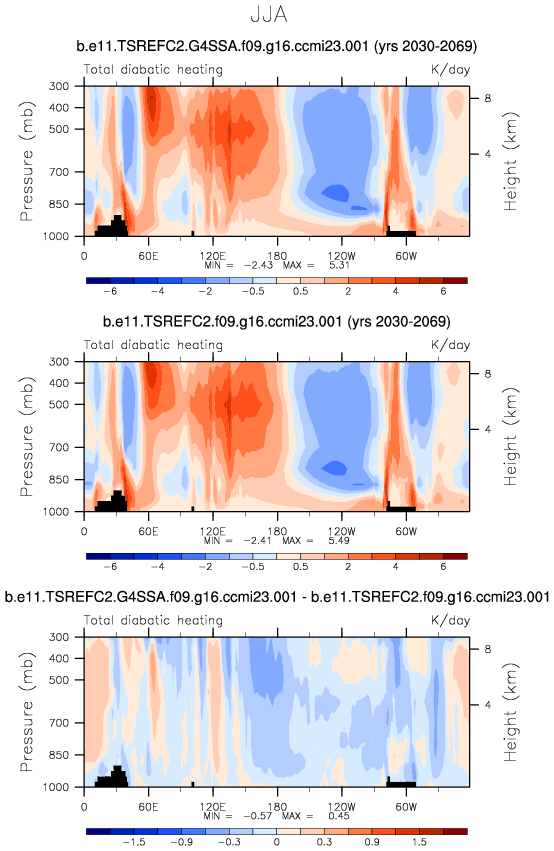 JJA
b.e11.TSREFC2.G4SSA.f09.g16.ccmi23.001 (yrs 2030-2069)
Total diabatic heating K/day
Pressure (mb)
300
400
500
700
850
1000
8
4
Height (km)
0 60E 120E 180 120W 60W
MIN = -2.43 MAX = 5.31
-6 -4 -2 -0.5 0.5 2 4 6
b.e11.TSREFC2.f09.g16.ccmi23.001 (yrs 2030-2069)
Total diabatic heating K/day
Pressure (mb)
300
400
500
700
850
1000
8
4
Height (km)
0 60E 120E 180 120W 60W
MIN = -2.41 MAX = 5.49
-6 -4 -2 -0.5 0.5 2 4 6
b.e11.TSREFC2.G4SSA.f09.g16.ccmi23.001 - b.e11.TSREFC2.f09.g16.ccmi23.001
Total diabatic heating K/day
Pressure (mb)
300
400
500
700
850
1000
8
4
Height (km)
0 60E 120E 180 120W 60W
MIN = -0.57 MAX = 0.45
-1.5 -0.9 -0.3 0 0.3 0.9 1.5